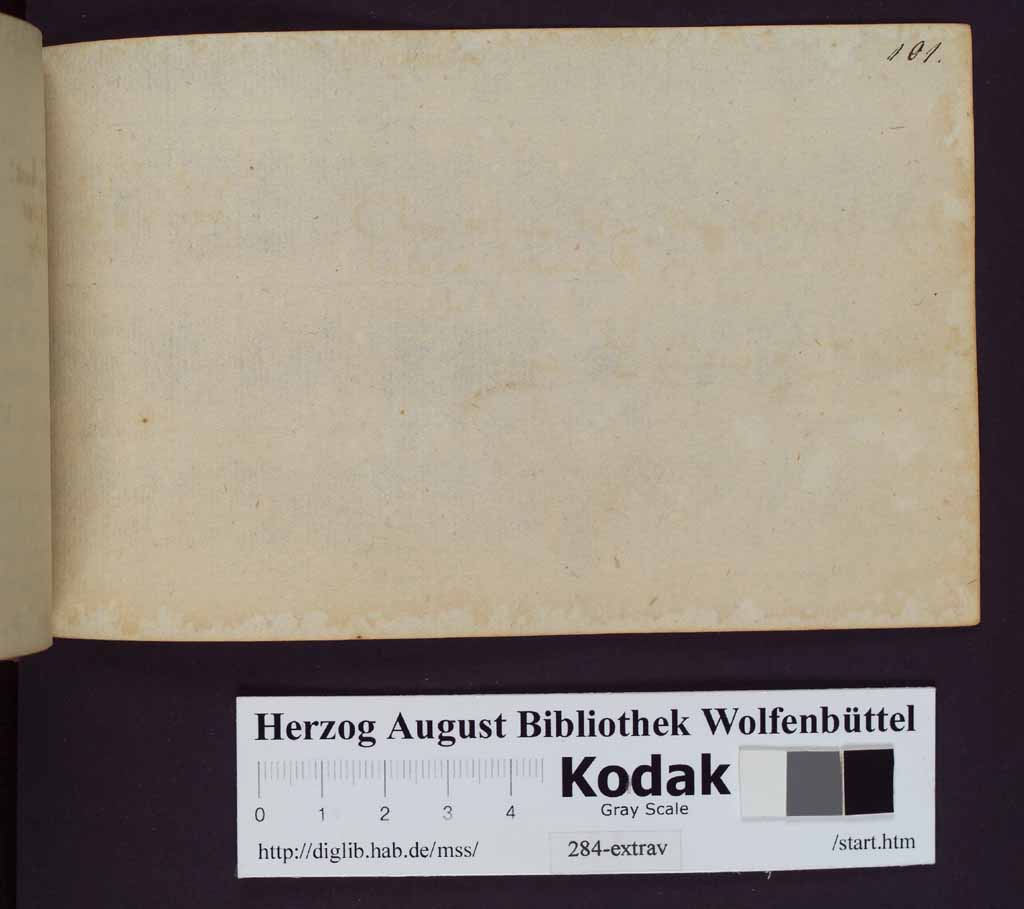 101.
Herzog August Bibliothek Wolfenbüttel
Kodak
Gray Scale
0 1 2 3 4
http://diglib.hab.de/mss/
284-extrav
/start.htm